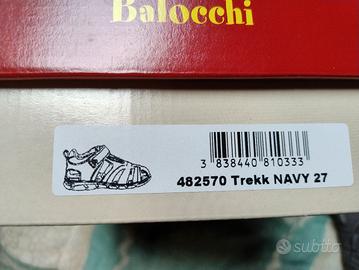 Balocchi
3 838440 810333
482570 Trekk NAVY 27
subito